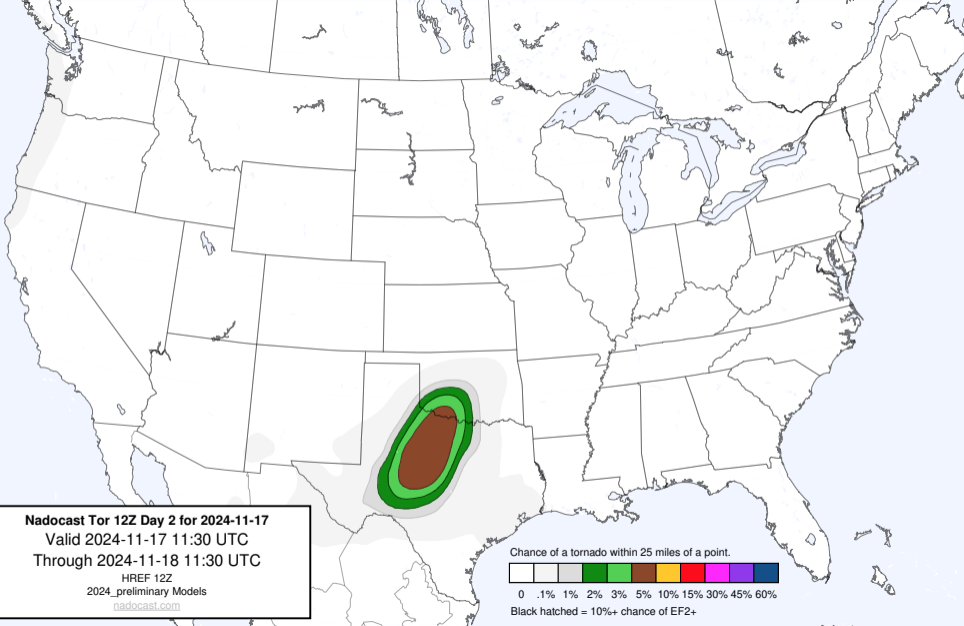 Nadocast Tor 12Z Day 2 for 2024-11-17
Valid 2024-11-17 11:30 UTC
Through 2024-11-18 11:30 UTC
HREF 12Z
2024_preliminary Models
nadocast.com
Chance of a tornado within 25 miles of a point.
0 .1% 1% 2% 3% 5% 10% 15% 30% 45% 60%
Black hatched = 10%+ chance of EF2+